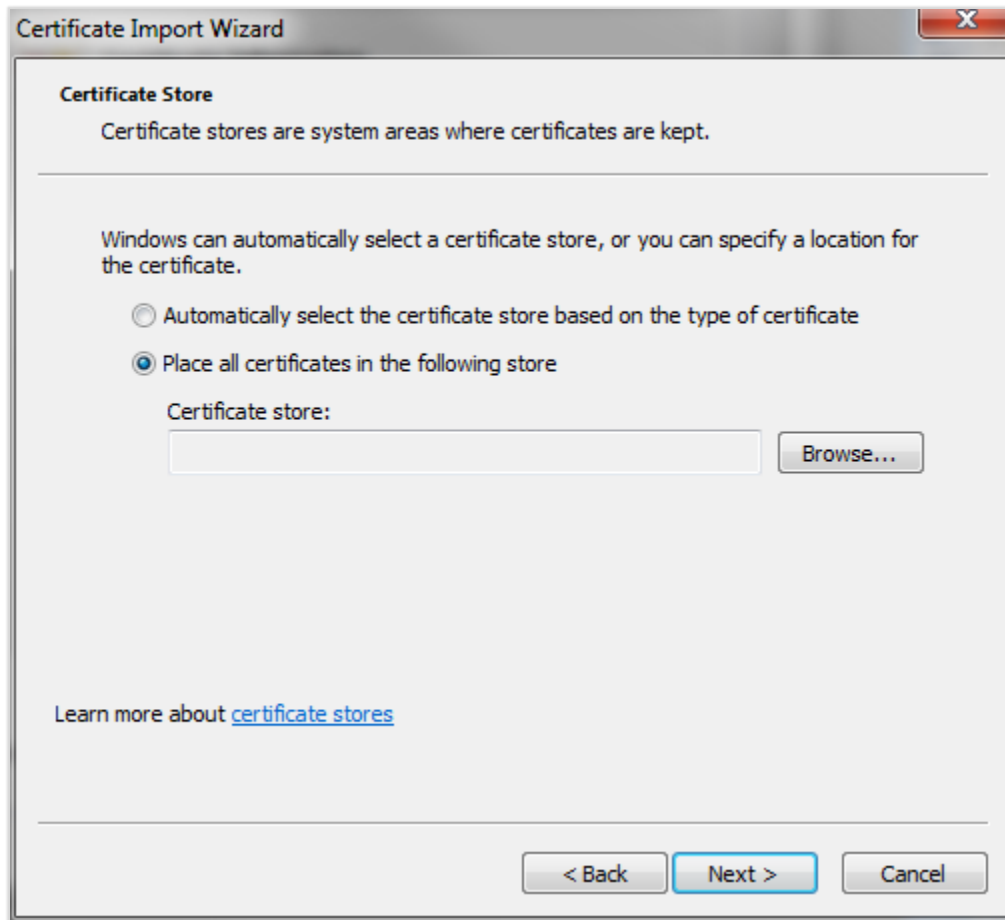 Certificate Import Wizard
Certificate Store
Certificate stores are system areas where certificates are kept.
Windows can automatically select a certificate store, or you can specify a location for
the certificate.
Automatically select the certificate store based on the type of certificate
Place all certificates in the following store
Certificate store:
Browse...
Learn more about certificate stores
< Back Next > Cancel